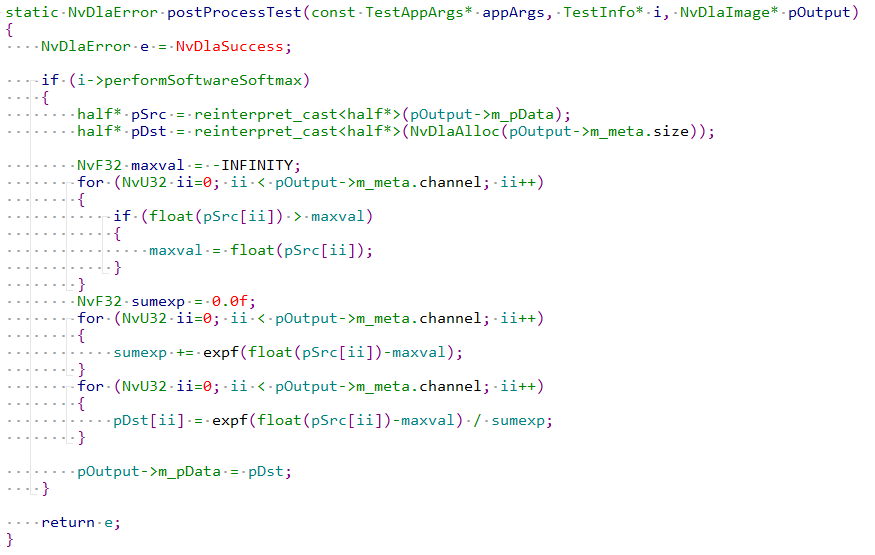 static NvDlaError postProcessTest(const TestAppArgs* appArgs, TestInfo* i, NvDlaImage* pOutput)
{
    NvDlaError e = NvDlaSuccess;

    if (i->performSoftwareSoftmax)
    {
        half* pSrc = reinterpret_cast<half*>(pOutput->m_pData);
        half* pDst = reinterpret_cast<half*>(NvDlaAlloc(pOutput->m_meta.size));

        NvF32 maxval = -INFINITY;
        for (NvU32 ii=0; ii < pOutput->m_meta.channel; ii++)
        {
            if (float(pSrc[ii]) > maxval)
            {
                maxval = float(pSrc[ii]);
            }
        }
        NvF32 sumexp = 0.0f;
        for (NvU32 ii=0; ii < pOutput->m_meta.channel; ii++)
        {
            sumexp += expf(float(pSrc[ii])-maxval);
        }
        for (NvU32 ii=0; ii < pOutput->m_meta.channel; ii++)
        {
            pDst[ii] = expf(float(pSrc[ii])-maxval) / sumexp;
        }

        pOutput->m_pData = pDst;
    }

    return e;
}